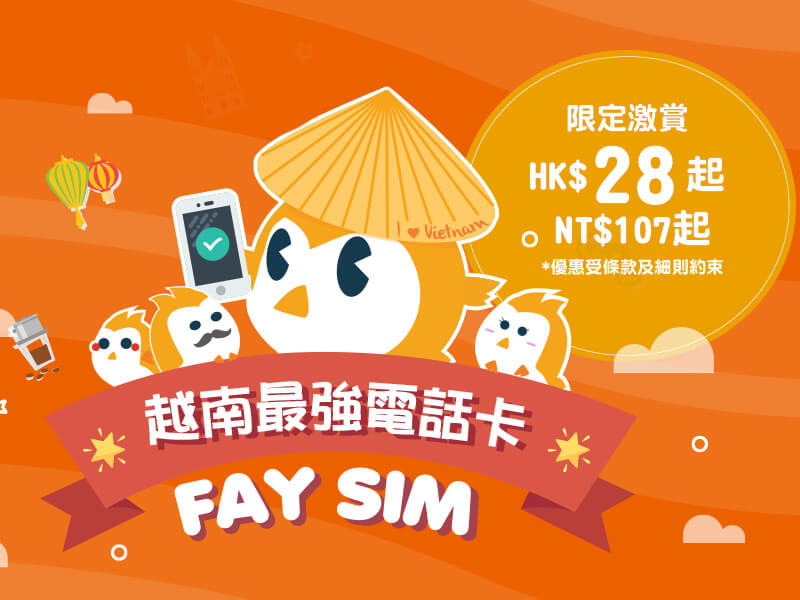 限定激賞
HK$28起
NT$107起
*優惠受條款及細則約束
I ♥ Vietnam
越南最強電話卡
FAY SIM